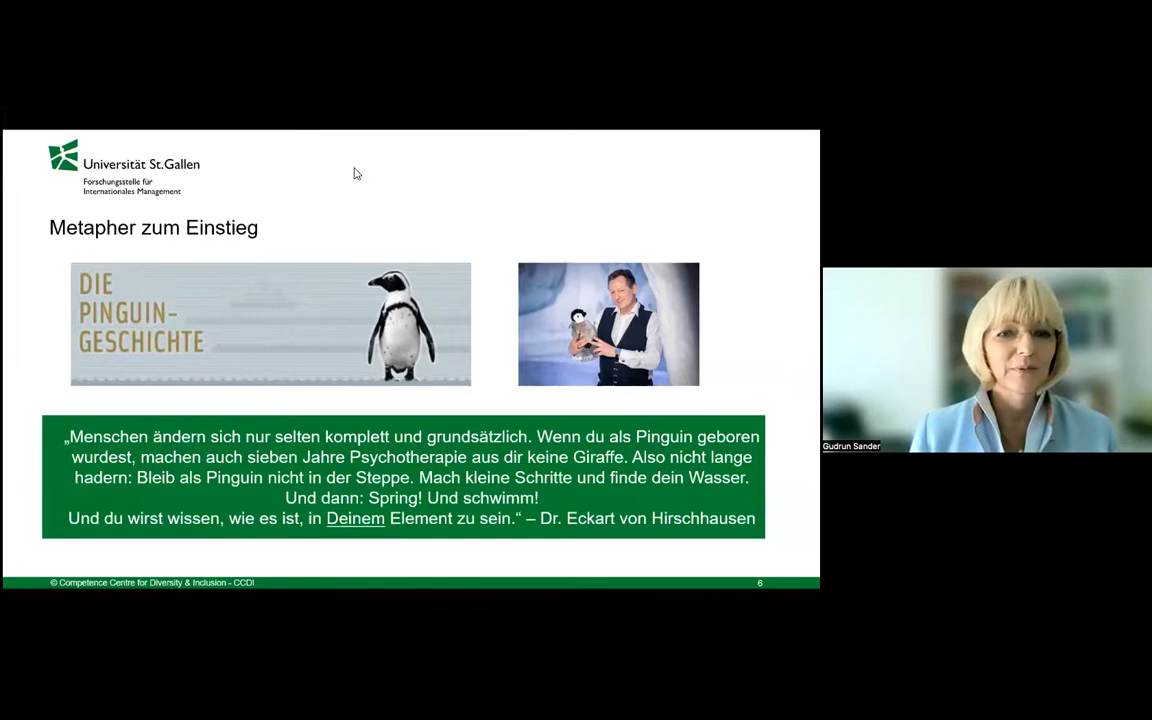 Universität St.Gallen
Forschungsstelle für
Internationales Management
Metapher zum Einstieg
DIE
PINGUIN-
GESCHICHTE
„Menschen ändern sich nur selten komplett und grundsätzlich. Wenn du als Pinguin geboren
wurdest, machen auch sieben Jahre Psychotherapie aus dir keine Giraffe. Also nicht lange
hadern: Bleib als Pinguin nicht in der Steppe. Mach kleine Schritte und finde dein Wasser.
Und dann: Spring! Und schwimm!
Und du wirst wissen, wie es ist, in Deinem Element zu sein.“ – Dr. Eckart von Hirschhausen
Gudrun Sander
© Competence Centre for Diversity & Inclusion - CCDI
6